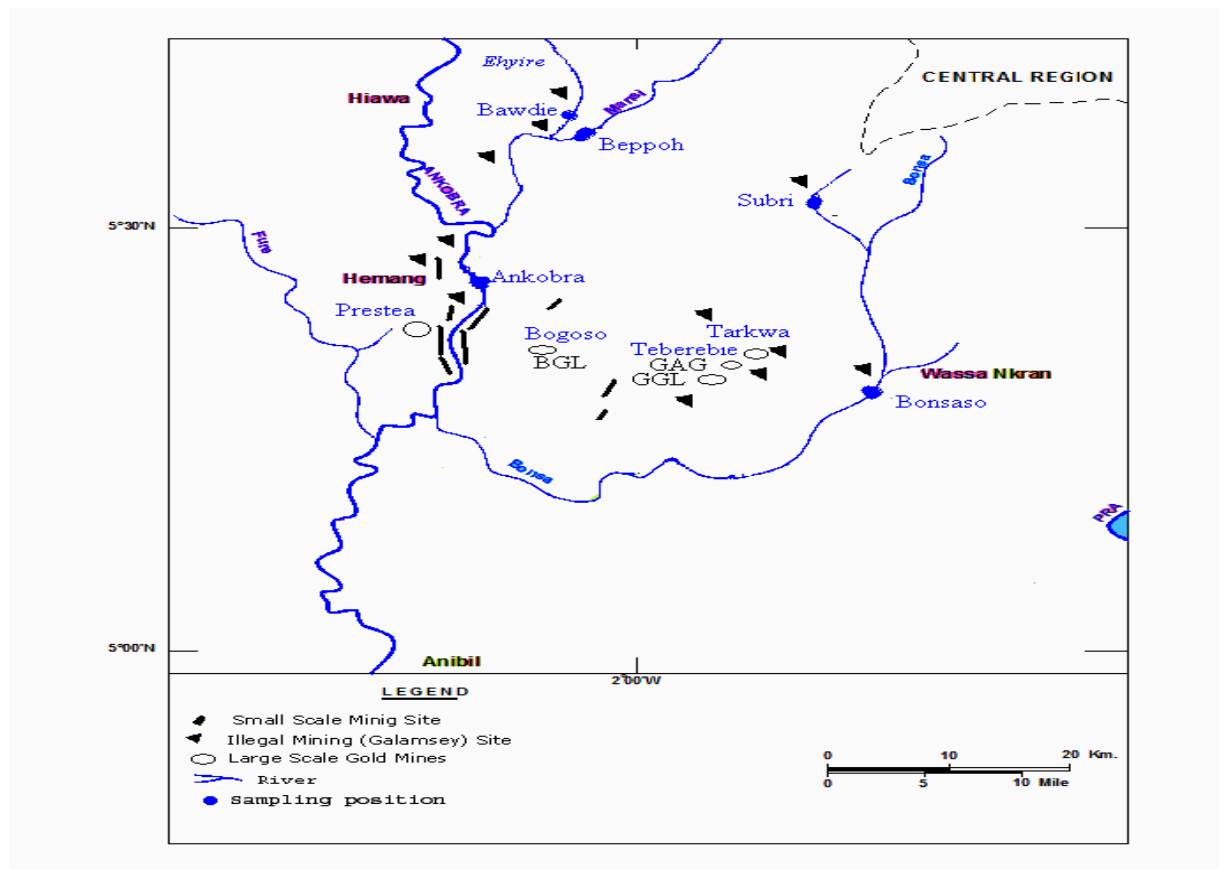 Ehyire
CENTRAL REGION
Hiawa
Bawdie
Mansi
Beppoh
Bonsa
ANKOBRA
Subri
5°30"N
Fure
Hemang
Ankobra
Prestea
Bogoso
Tarkwa
Teberebie
BGL
GAG
GGL
Wassa Nkran
Bonsaso
Bonsa
PRA
5°00"N
Anibil
2°00'W
LEGEND
Small Scale Minig Site
Illegal Mining (Galamsey) Site
Large Scale Gold Mines
River
Sampling position
0 10 20 Km.
0 5 10 Mile